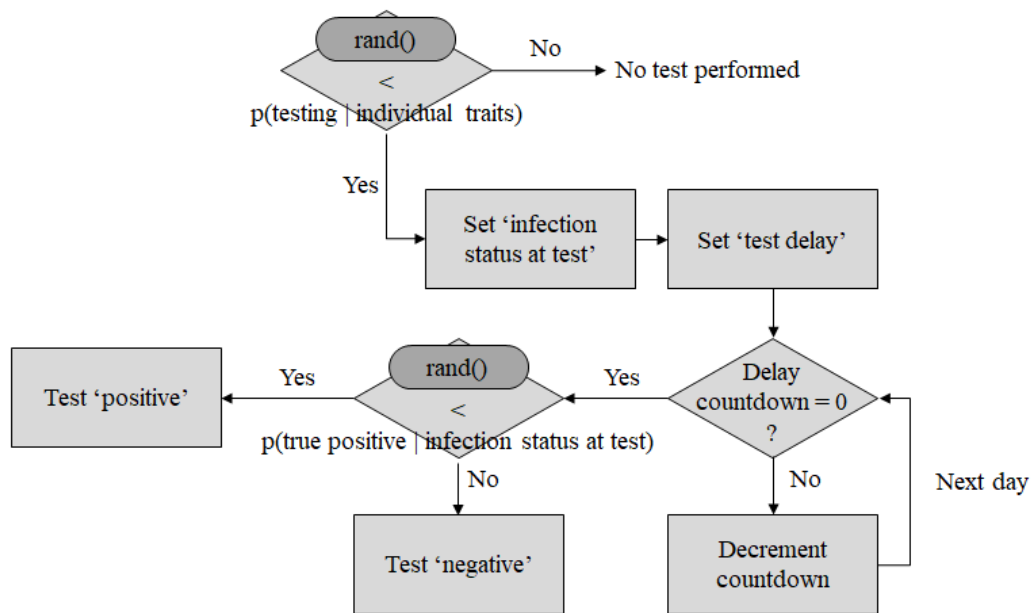 rand()
No
<
No test performed
p(testing | individual traits)
Yes
Set ‘infection
status at test’
Set ‘test delay’
rand()
Delay
Test ‘positive’
Yes
<
Yes
countdown = 0
?
p(true positive | infection status at test)
No
No
Next day
Test ‘negative’
Decrement
countdown